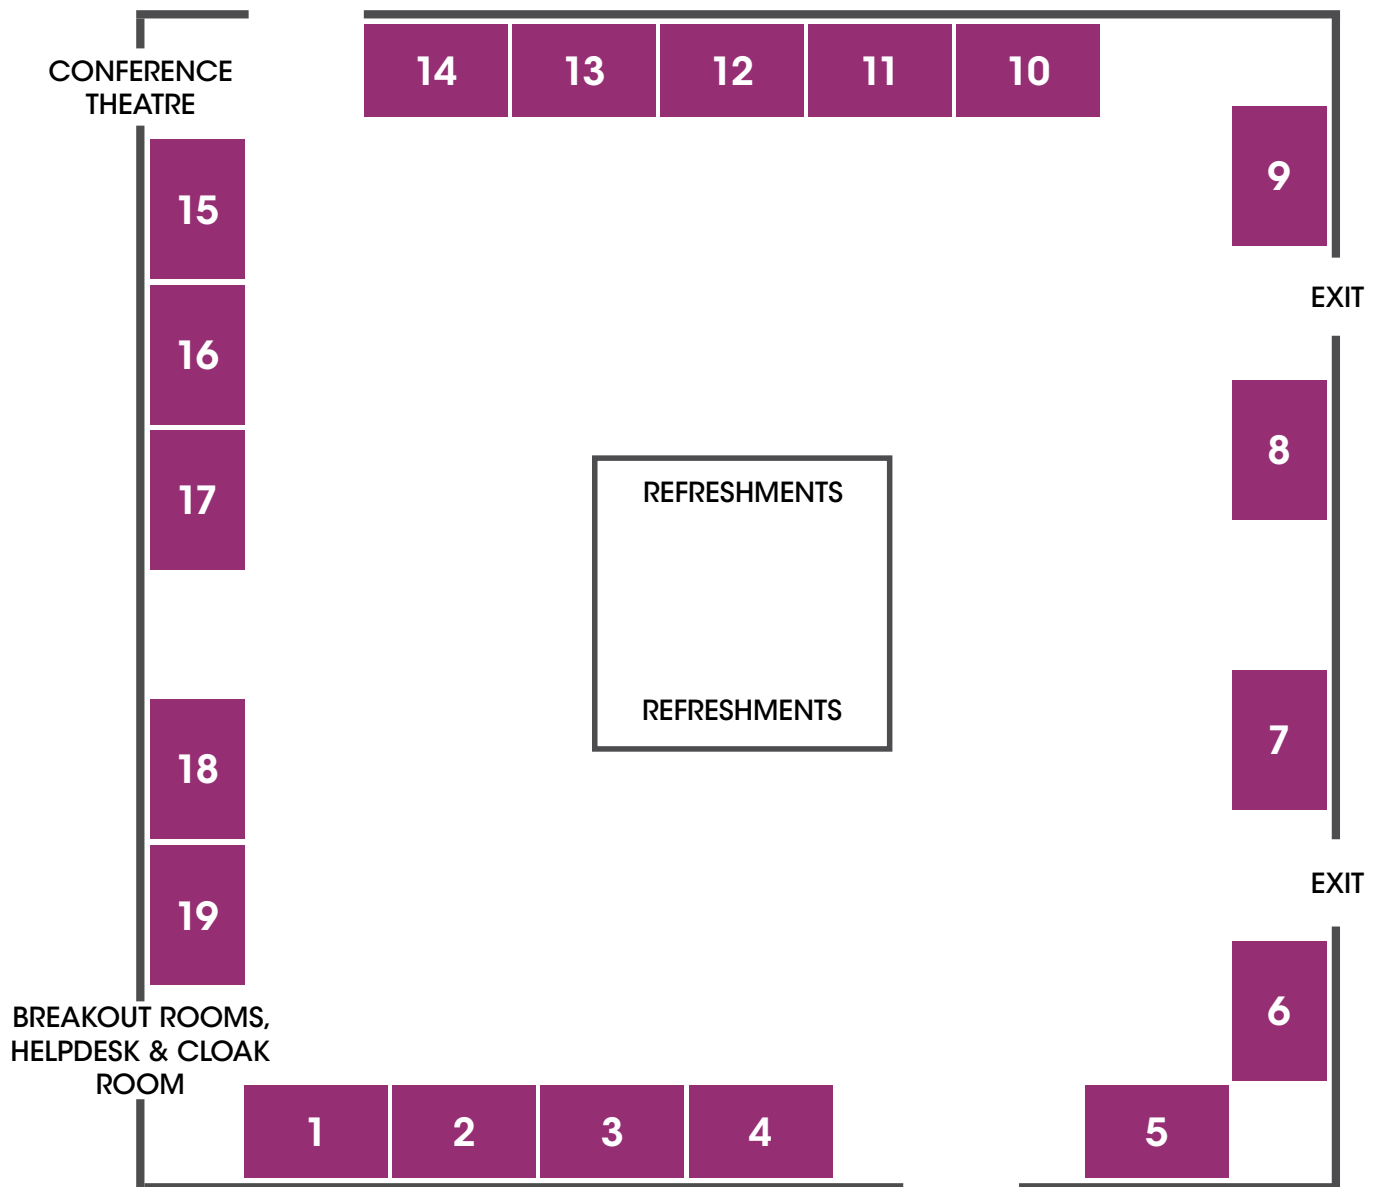 CONFERENCE
THEATRE
14 13 12 11 10
9
15
EXIT
16
8
17
REFRESHMENTS
REFRESHMENTS
7
18
EXIT
19
6
BREAKOUT ROOMS,
HELPDESK & CLOAK
ROOM
1 2 3 4 5